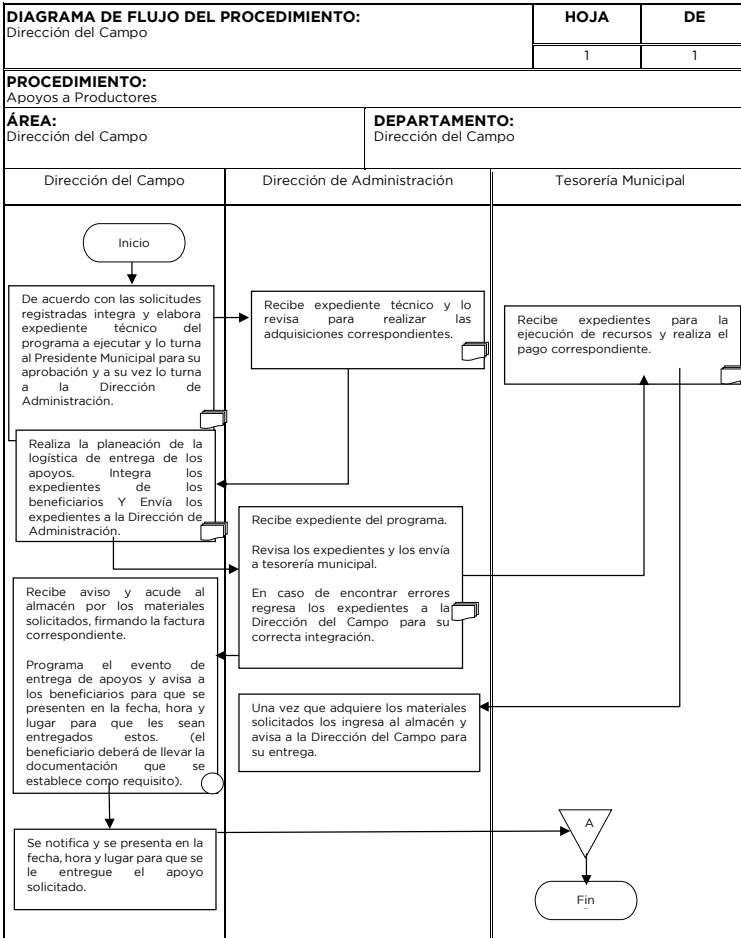 DIAGRAMA DE FLUJO DEL PROCEDIMIENTO:
Dirección del Campo
HOJA
DE
1
1
PROCEDIMIENTO:
Apoyos a Productores
ÁREA:
Dirección del Campo
DEPARTAMENTO:
Dirección del Campo
Dirección del Campo
Dirección de Administración
Tesorería Municipal
Inicio
De acuerdo con las solicitudes
registradas integra y elabora
expediente técnico del
programa a ejecutar y lo turna
al Presidente Municipal para su
aprobación y a su vez lo turna
a la Dirección de
Administración.
Recibe expediente técnico y lo
revisa para realizar las
adquisiciones correspondientes.
Recibe expedientes para la
ejecución de recursos y realiza el
pago correspondiente.
Realiza la planeación de la
logística de entrega de los
apoyos. Integra los
expedientes de los
beneficiarios Y Envía los
expedientes a la Dirección de
Administración.
Recibe expediente del programa.
Revisa los expedientes y los envía
a tesorería municipal.
En caso de encontrar errores
regresa los expedientes a la
Dirección del Campo para su
correcta integración.
Recibe aviso y acude al
almacén por los materiales
solicitados, firmando la factura
correspondiente.
Programa el evento de
entrega de apoyos y avisa a
los beneficiarios para que se
presenten en la fecha, hora y
lugar para que les sean
entregados estos. (el
beneficiario deberá de llevar la
documentación que se
establece como requisito).
Una vez que adquiere los materiales
solicitados los ingresa al almacén y
avisa a la Dirección del Campo para
su entrega.
Se notifica y se presenta en la
fecha, hora y lugar para que se
le entregue el apoyo
solicitado.
A
Fin